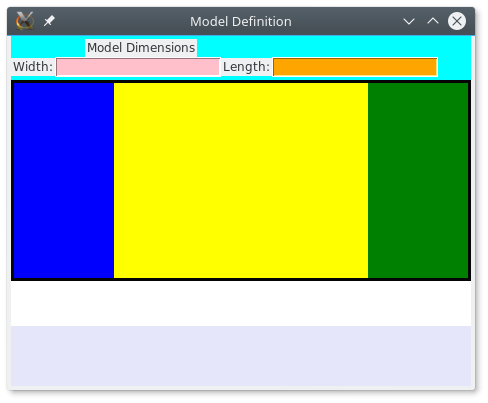 Model Definition
Model Dimensions
Width: Length: